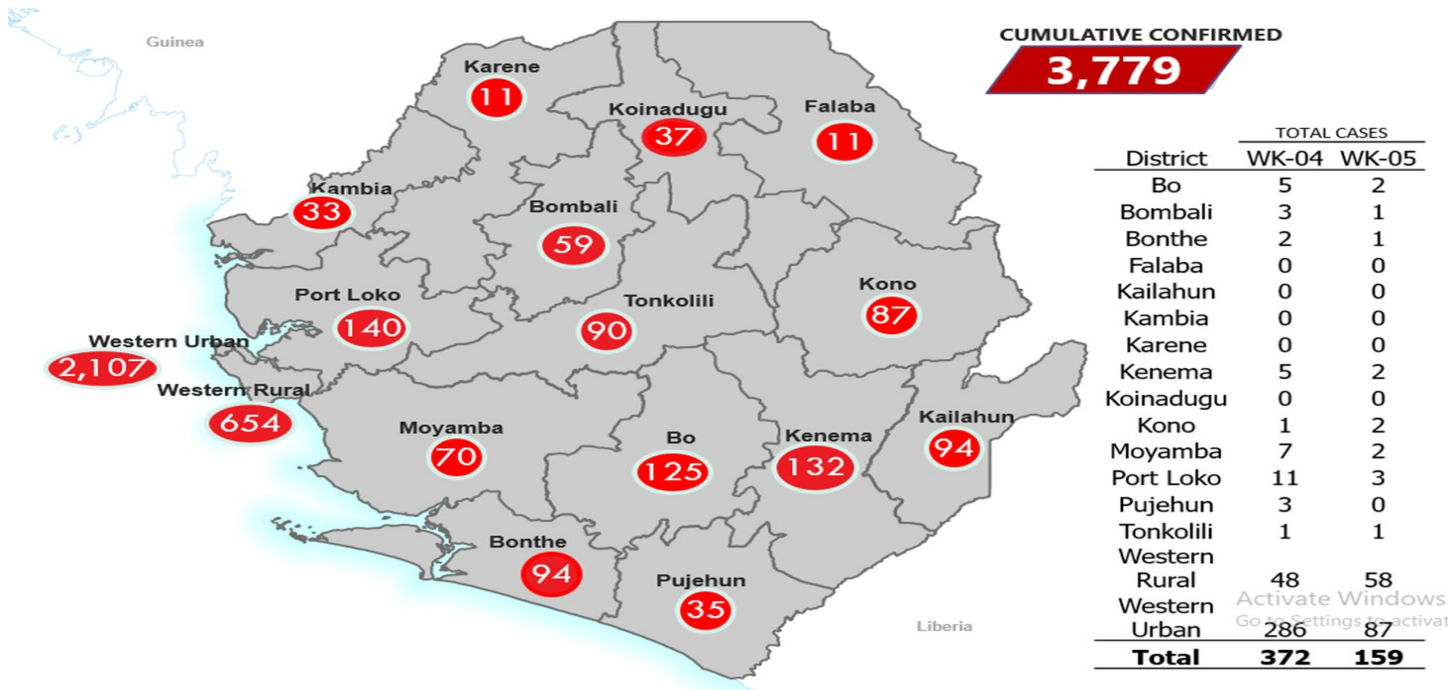 Guinea
CUMULATIVE CONFIRMED
3,779
Karene
11
Koinadugu
37
Falaba
11
Kambia
33
Bombali
59
Port Loko
140
Tonkolili
90
Kono
87
Western Urban
2,107
Western Rural
654
Moyamba
70
Bo
125
Kenema
132
Kailahun
94
Bonthe
94
Pujehun
35
Liberia
TOTAL CASES
District WK-04 WK-05
Bo 5 2
Bombali 3 1
Bonthe 2 1
Falaba 0 0
Kailahun 0 0
Kambia 0 0
Karene 0 0
Kenema 5 2
Koinadugu 0 0
Kono 1 2
Moyamba 7 2
Port Loko 11 3
Pujehun 3 0
Tonkolili 1 1
Western
Rural 48 58
Western
Urban 286 87
Total 372 159
Activate Windows
Go to Settings to activat